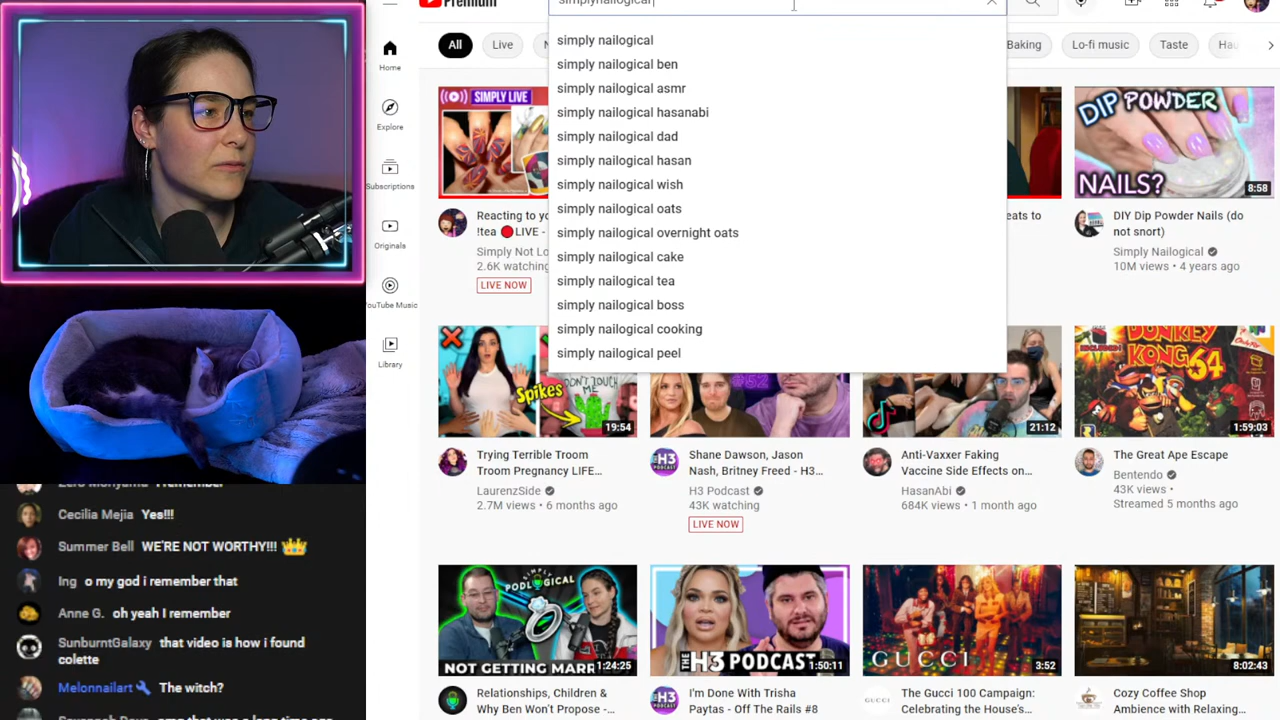 Premium
simplynailogical
simply nailogical
simply nailogical ben
simply nailogical asmr
simply nailogical hasanabi
simply nailogical dad
simply nailogical hasan
simply nailogical wish
simply nailogical oats
simply nailogical overnight oats
simply nailogical cake
simply nailogical tea
simply nailogical boss
simply nailogical cooking
simply nailogical peel
Home
Explore
Subscriptions
Originals
YouTube Music
Library
All
Live
Baking
Lo-fi music
Taste
SIMPLY LIVE
Reacting to yo
!tea LIVE -
Simply Not Lo
2.6K watching
LIVE NOW
eats to
DIP POWDER
NAILS?
8:58
DIY Dip Powder Nails (do
not snort)
Simply Nailogical
10M views • 4 years ago
Spikes
DON'T TOUCH
ME
19:54
Trying Terrible Troom
Troom Pregnancy LIFE...
LaurenzSide
2.7M views • 6 months ago
#52
Shane Dawson, Jason
Nash, Britney Freed - H3...
H3 Podcast
43K watching
LIVE NOW
21:12
Anti-Vaxxer Faking
Vaccine Side Effects on...
HasanAbi
684K views • 1 month ago
DONKEY
KONG 64
1:59:03
The Great Ape Escape
Bentendo
43K views •
Streamed 5 months ago
SIMPLY
PODLOGICAL
NOT GETTING MARR
1:24:25
Relationships, Children &
Why Ben Won't Propose -...
THE H3 PODCAST
1:50:11
I'm Done With Trisha
Paytas - Off The Rails #8
GUCCI
3:52
The Gucci 100 Campaign:
Celebrating the House's...
8:02:43
Cozy Coffee Shop
Ambience with Relaxing...
Cecilia Mejia Yes!!!
Summer Bell WE'RE NOT WORTHY!!!
Ing o my god i remember that
Anne G. oh yeah I remember
SunburntGalaxy that video is how i found
colette
Melonnailart The witch?